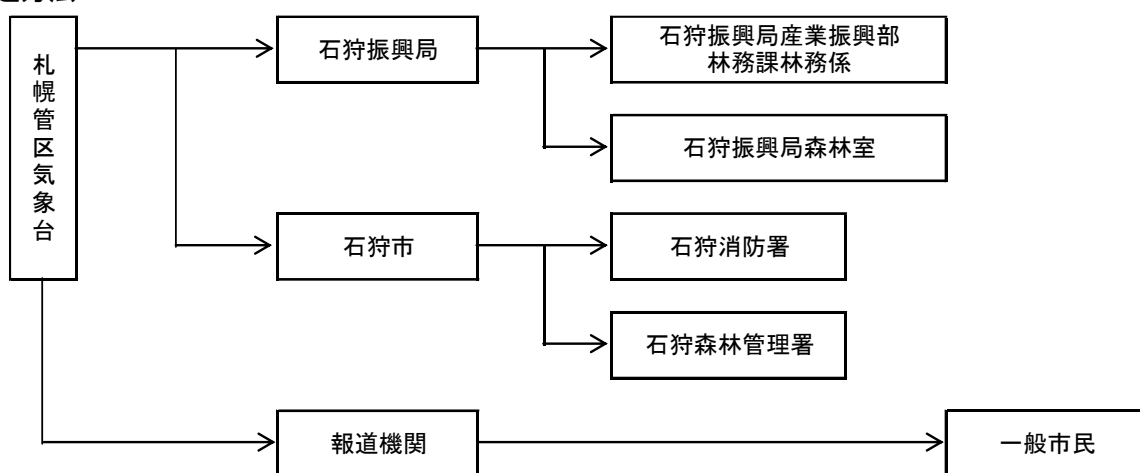 札幌管区気象台
石狩振興局
石狩振興局産業振興部
林務課林務係
石狩振興局森林室
石狩市
石狩消防署
石狩森林管理署
報道機関
一般市民